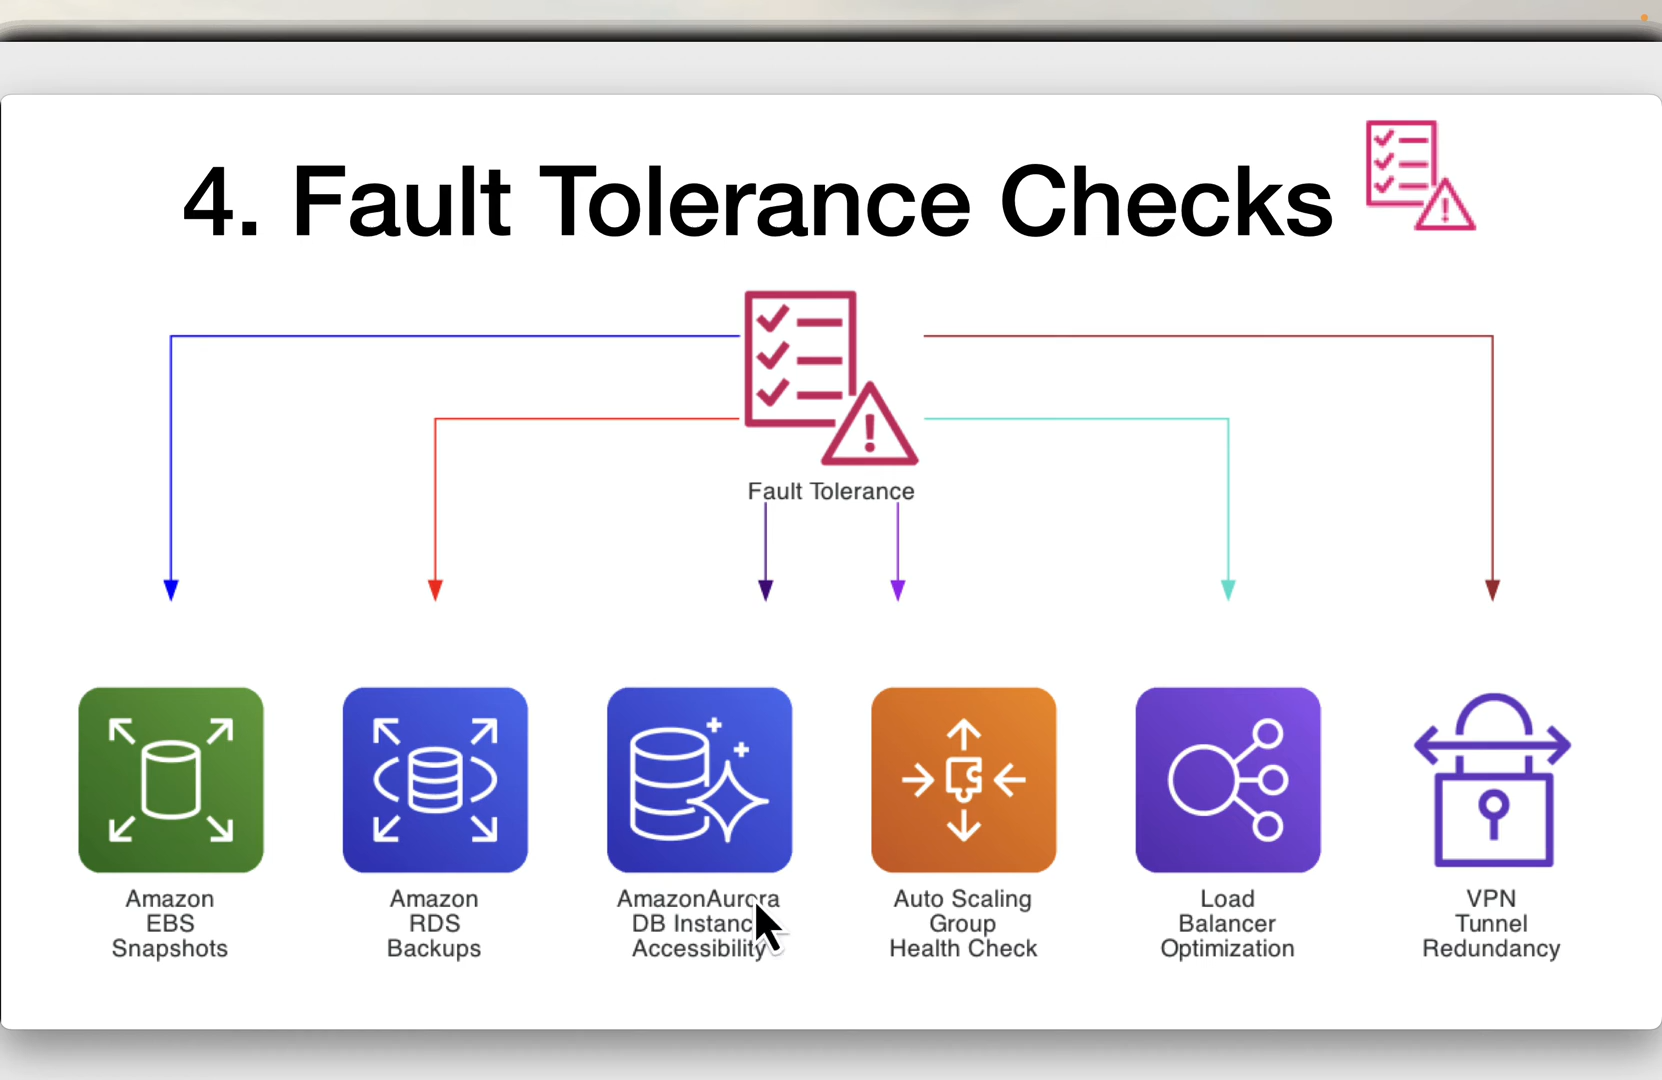 4. Fault Tolerance Checks
Fault Tolerance
Amazon
EBS
Snapshots
Amazon
RDS
Backups
AmazonAurora
DB Instance
Accessibility
Auto Scaling
Group
Health Check
Load
Balancer
Optimization
VPN
Tunnel
Redundancy